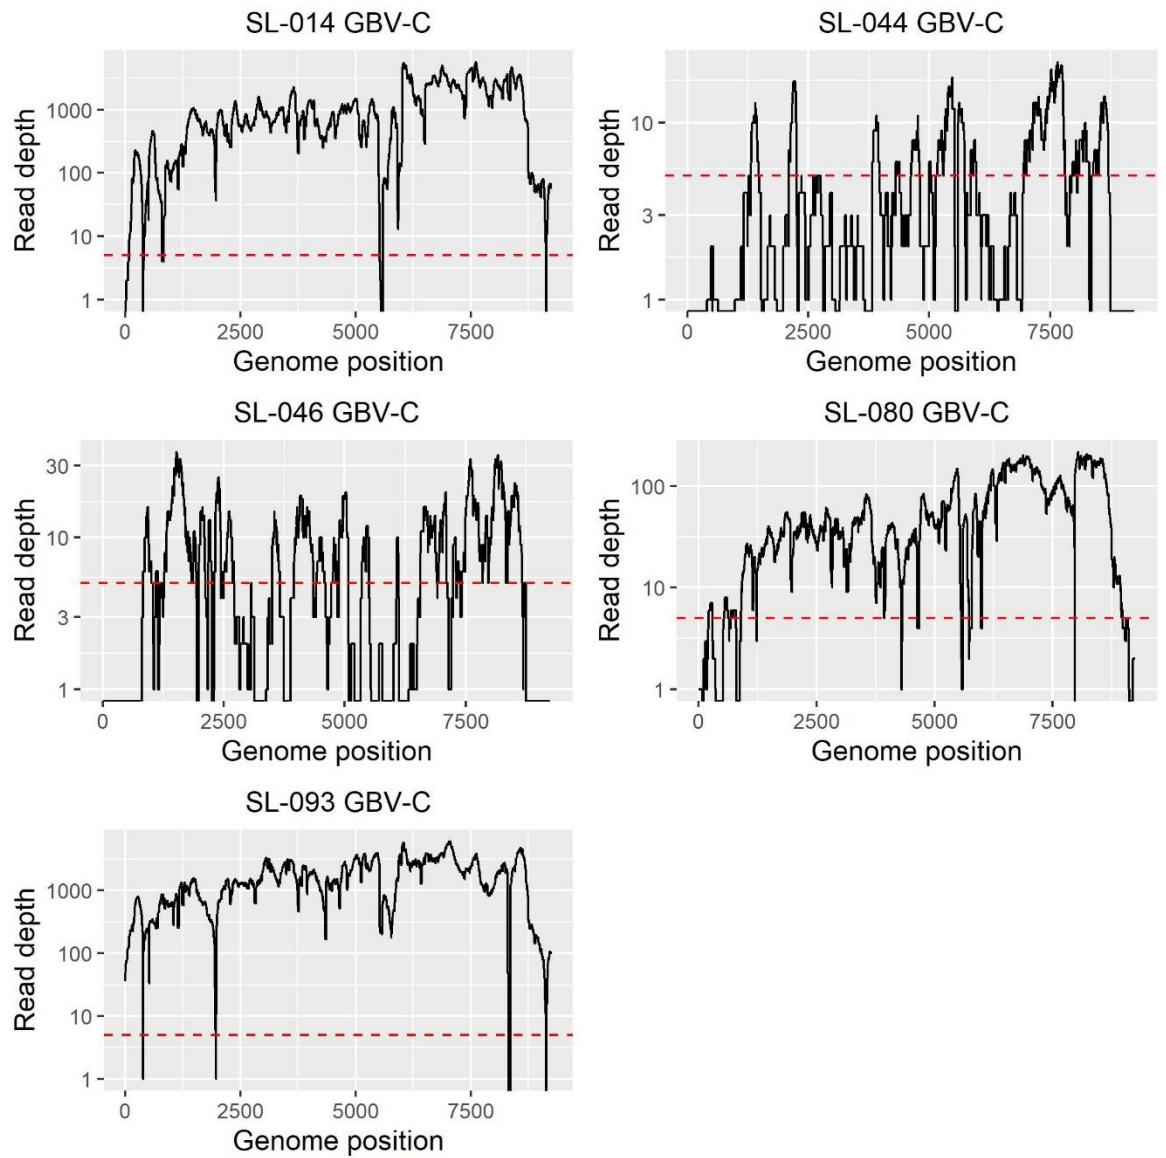 SL-014 GBV-C
Read depth
1000
100
10
1
0 2500 5000 7500
Genome position
SL-044 GBV-C
Read depth
10
3
1
0 2500 5000 7500
Genome position
SL-046 GBV-C
Read depth
30
10
3
1
0 2500 5000 7500
Genome position
SL-080 GBV-C
Read depth
100
10
1
0 2500 5000 7500
Genome position
SL-093 GBV-C
Read depth
1000
100
10
1
0 2500 5000 7500
Genome position